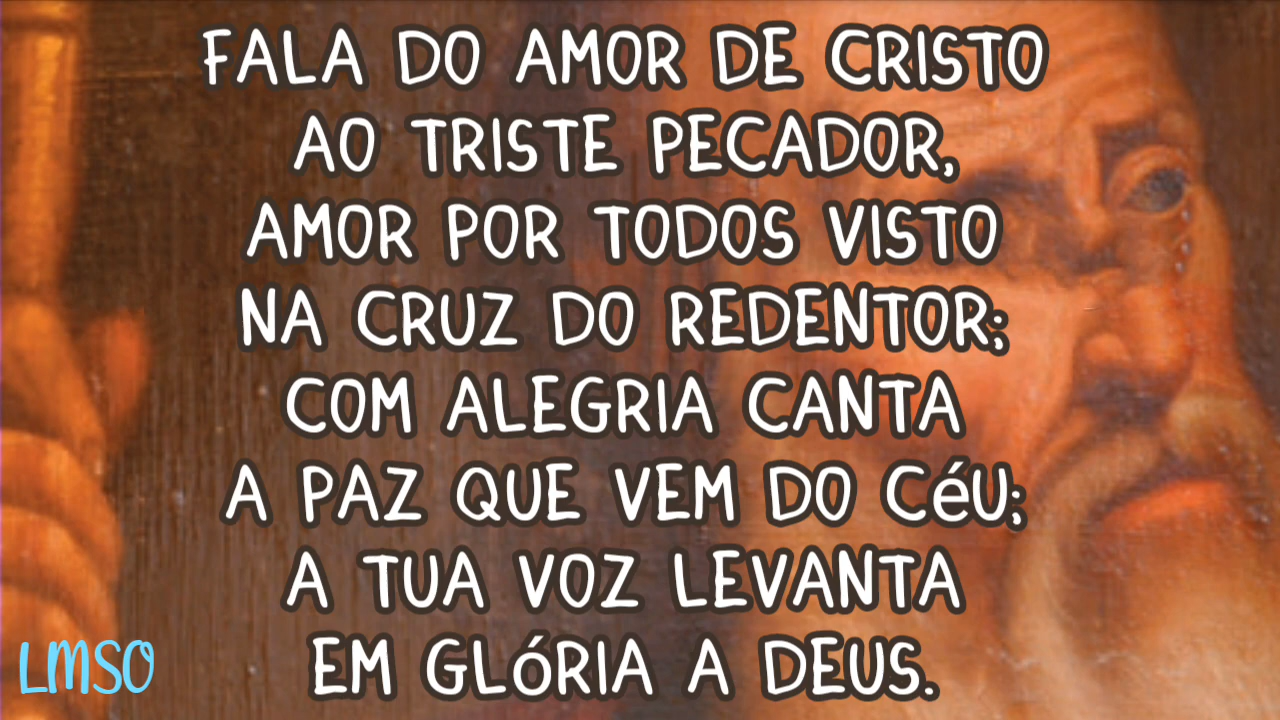 FALA DO AMOR DE CRISTO
AO TRISTE PECADOR,
AMOR POR TODOS VISTO
NA CRUZ DO REDENTOR;
COM ALEGRIA CANTA
A PAZ QUE VEM DO CéU;
A TUA VOZ LEVANTA
EM GLÓRIA A DEUS.
LMSO